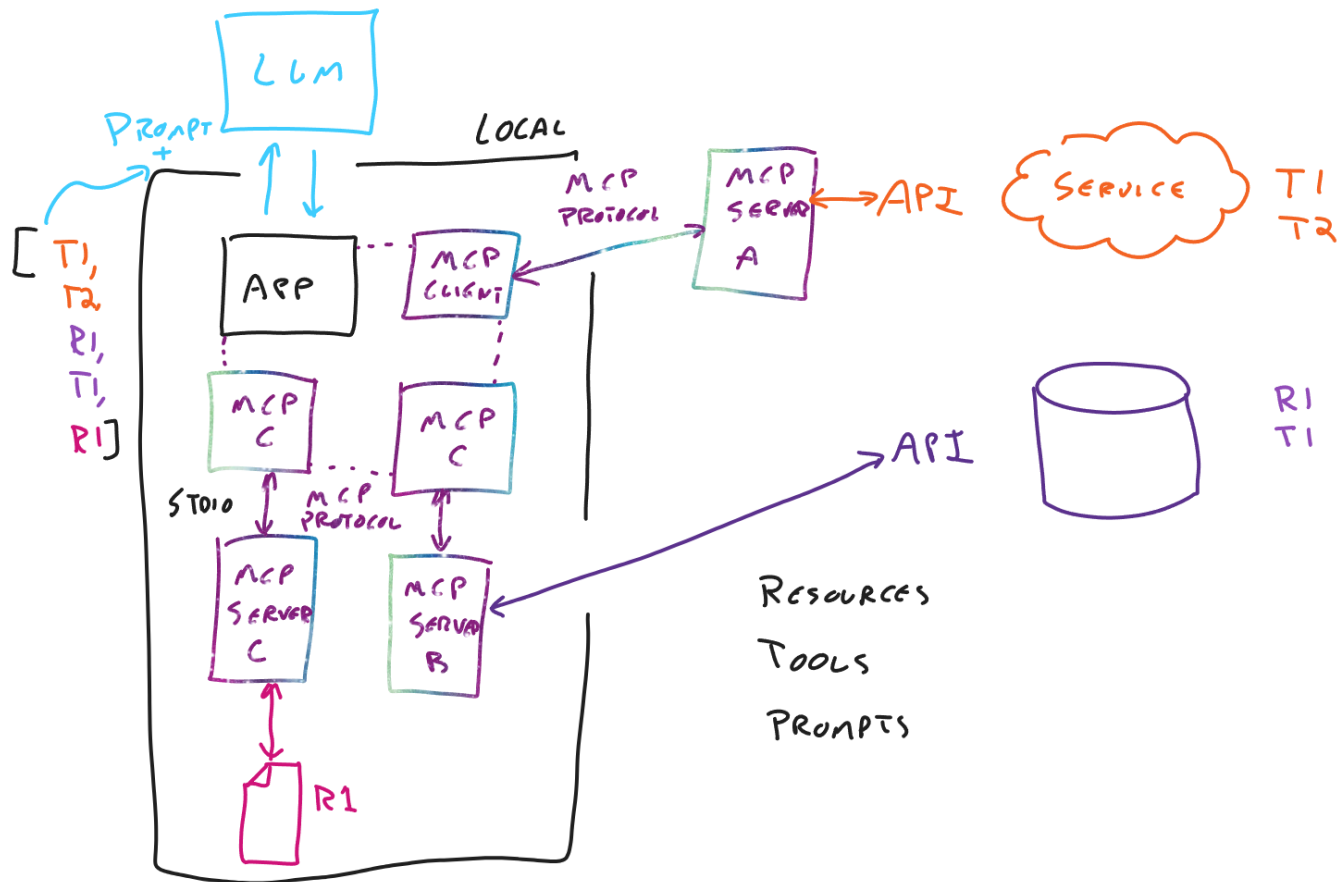 LLM
PROMPT
+
LOCAL
[ T1,
T2
R1,
T1,
R1]
APP
MCP
CLIENT
MCP
PROTOCOL
MCP
SERVER
A
API
SERVICE
T1
T2
MCP
C
MCP
C
STDIO
MCP
PROTOCOL
MCP
SERVER
C
MCP
SERVER
B
API
R1
T1
R1
RESOURCES
TOOLS
PROMPTS